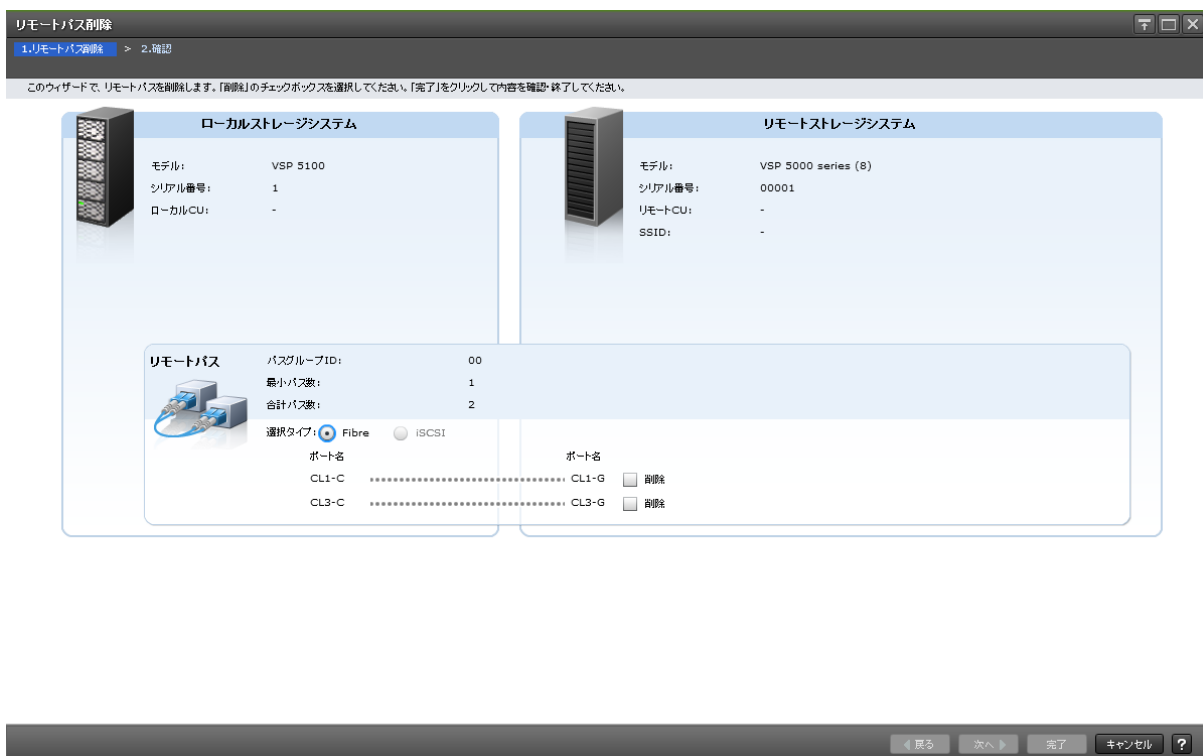 リモートパス削除
1.リモートパス削除 > 2.確認
このウィザードで、リモートパスを削除します。「削除」のチェックボックスを選択してください。「完了」をクリックして内容を確認・終了してください。
ローカルストレージシステム
モデル: VSP 5100
シリアル番号: 1
ローカルCU: -
リモートストレージシステム
モデル: VSP 5000 series (8)
シリアル番号: 00001
リモートCU: -
SSID: -
リモートパス
パスグループID: 00
最小パス数: 1
合計パス数: 2
選択タイプ: Fibre iSCSI
ポート名 ポート名
CL1-C CL1-G 削除
CL3-C CL3-G 削除
戻る 次へ 完了 キャンセル ?